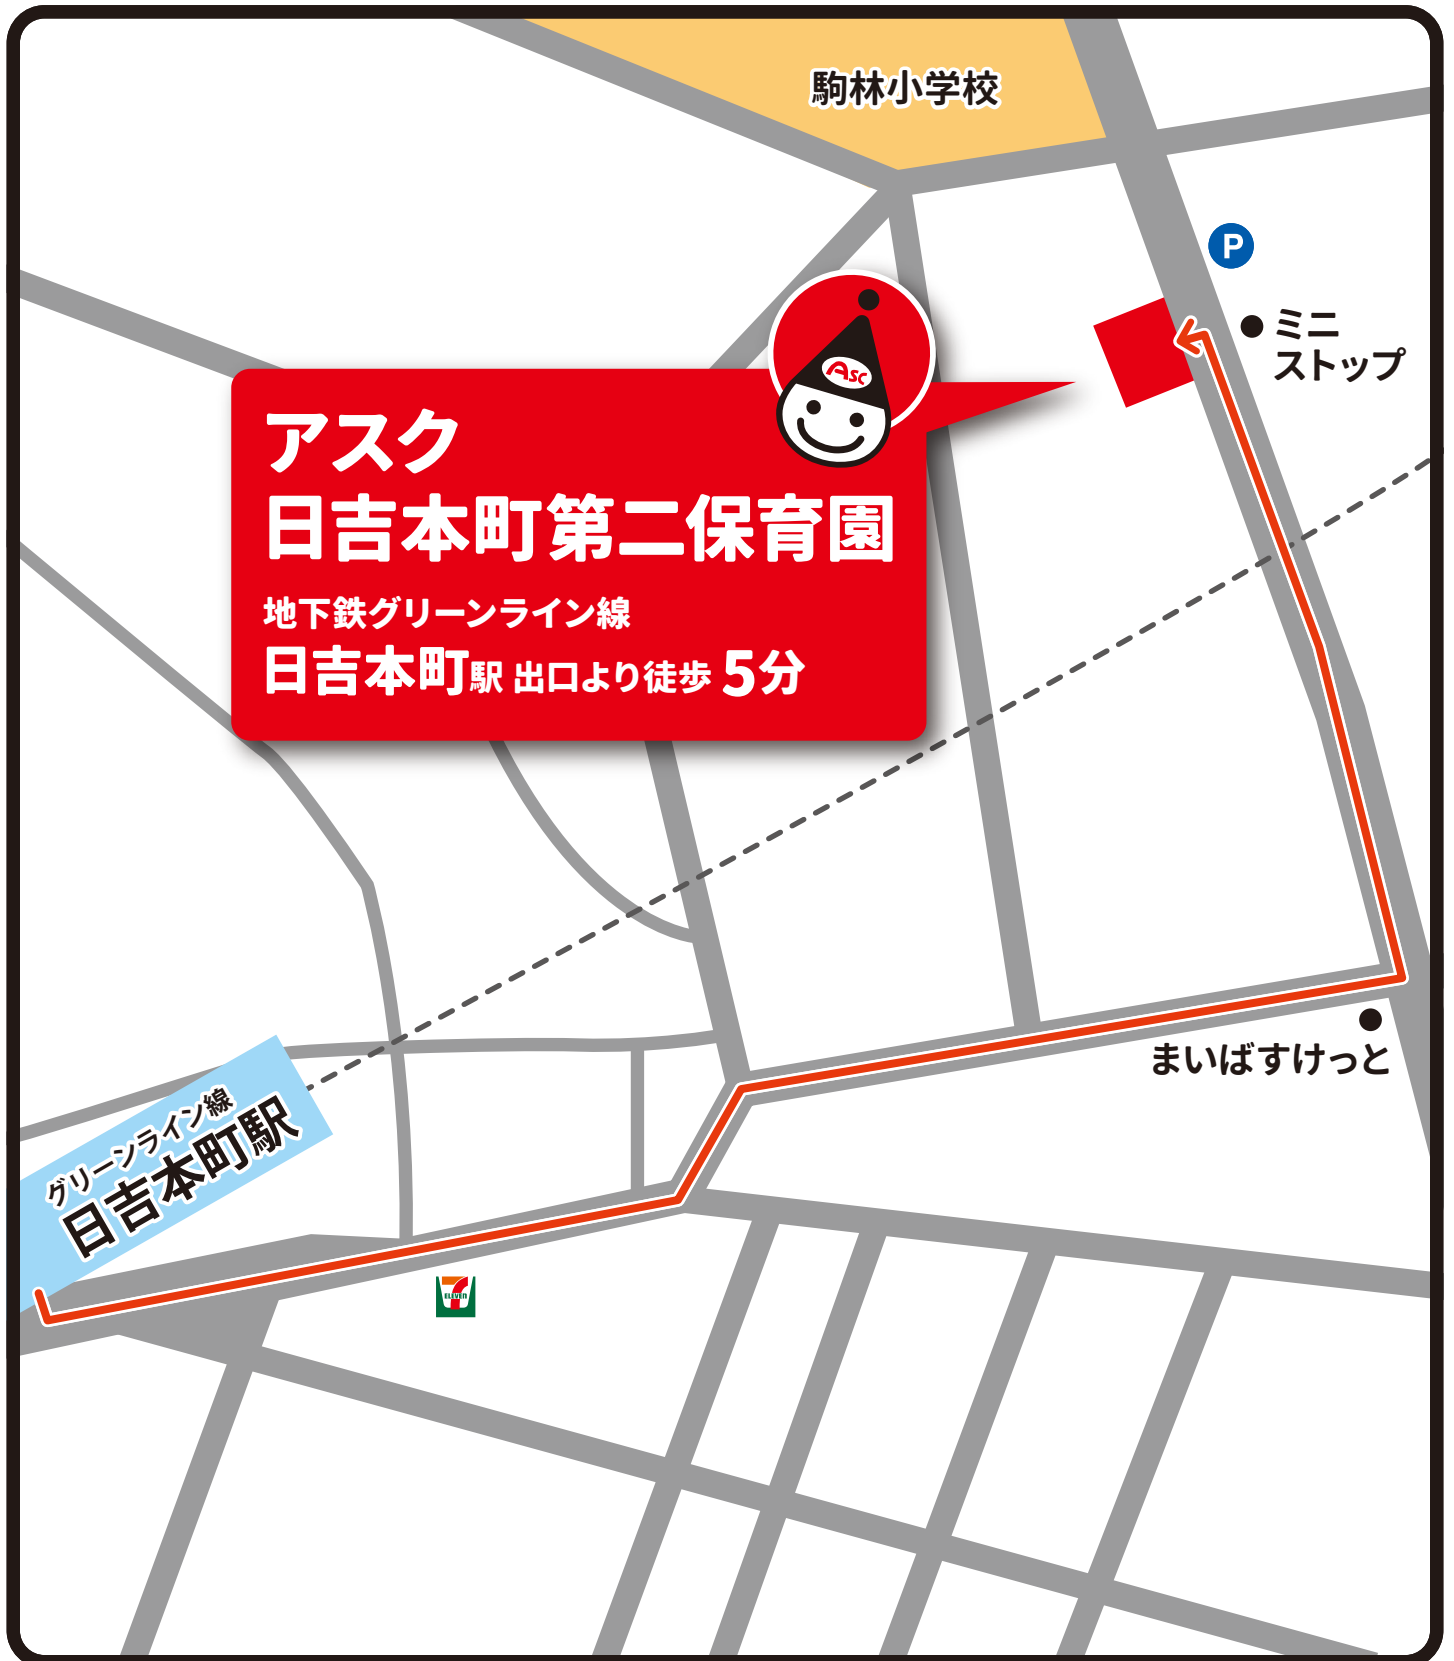 駒林小学校
P
ミニ
ストップ
ASC
アスク
日吉本町第二保育園
地下鉄グリーンライン線
日吉本町駅 出口より徒歩 5分
まいばすけっと
グリーンライン線
日吉本町駅
7
ELEVEN